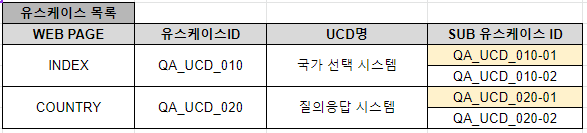 유스케이스 목록
WEB PAGE 유스케이스ID UCD명 SUB 유스케이스 ID
INDEX QA_UCD_010 국가 선택 시스템 QA_UCD_010-01
QA_UCD_010-02
COUNTRY QA_UCD_020 질의응답 시스템 QA_UCD_020-01
QA_UCD_020-02